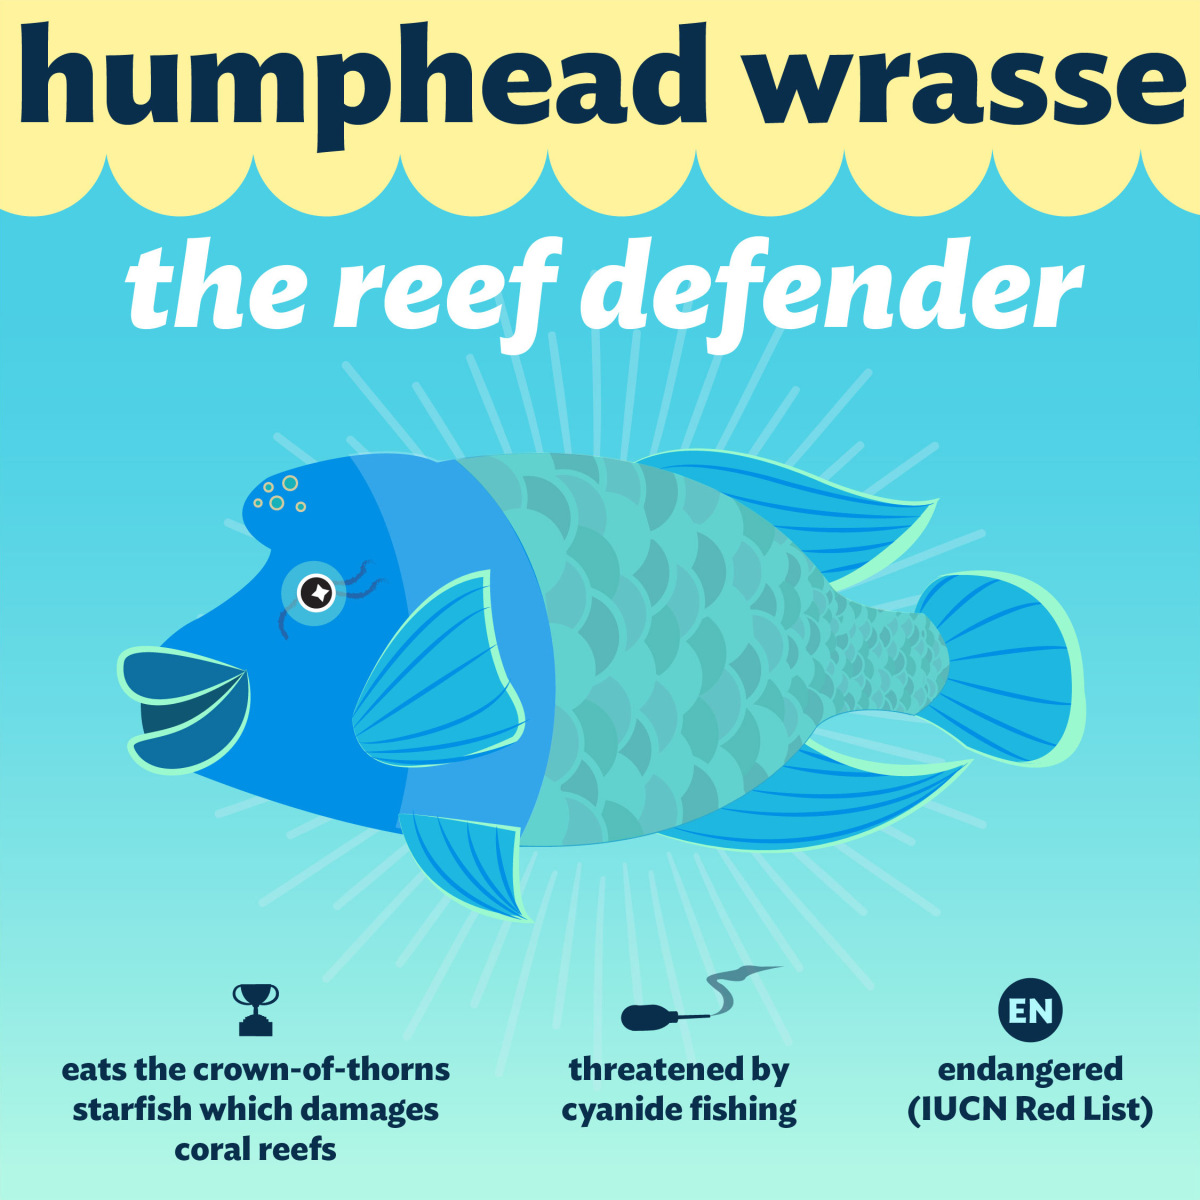 humphead wrasse
the reef defender
eats the crown-of-thorns
starfish which damages
coral reefs
threatened by
cyanide fishing
EN
endangered
(IUCN Red List)